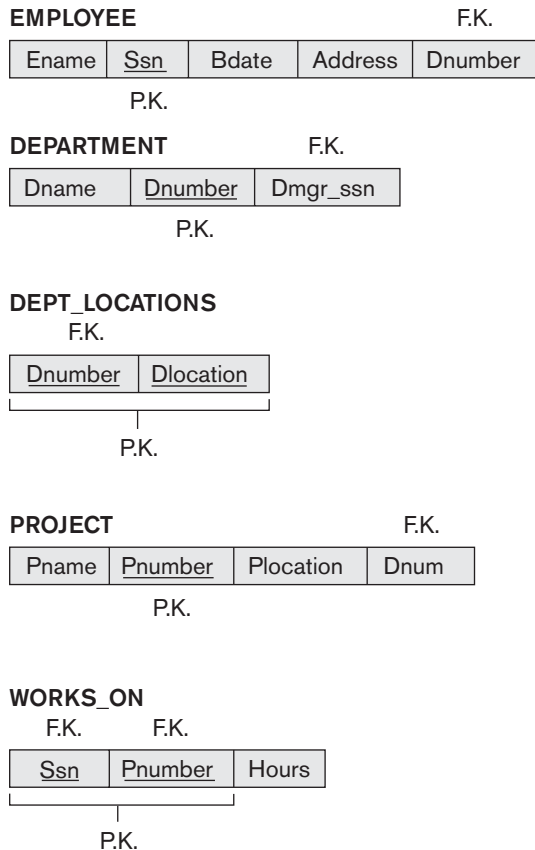 EMPLOYEE F.K.
Ename Ssn Bdate Address Dnumber
P.K.
DEPARTMENT F.K.
Dname Dnumber Dmgr_ssn
P.K.
DEPT_LOCATIONS
F.K.
Dnumber Dlocation
P.K.
PROJECT F.K.
Pname Pnumber Plocation Dnum
P.K.
WORKS_ON
F.K. F.K.
Ssn Pnumber Hours
P.K.